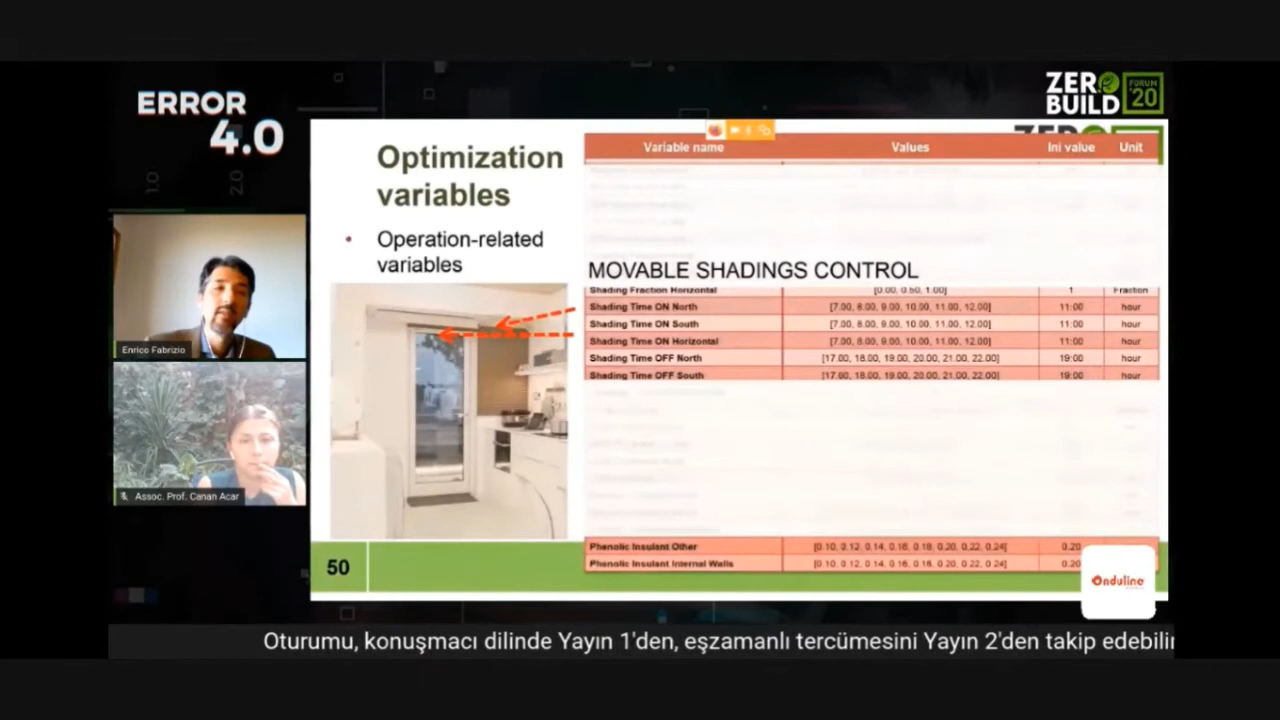 ERROR
4.0
1.0
2.0
ZERO
BUILD
FORUM
'20
Optimization
variables
• Operation-related
variables
Variable name Values Ini value Unit
MOVABLE SHADINGS CONTROL
Shading Fraction Horizontal [0.00, 0.50, 1.00] 1 Fraction
Shading Time ON North [7.00, 8.00, 9.00, 10.00, 11.00, 12.00] 11:00 hour
Shading Time ON South [7.00, 8.00, 9.00, 10.00, 11.00, 12.00] 11:00 hour
Shading Time ON Horizontal [7.00, 8.00, 9.00, 10.00, 11.00, 12.00] 11:00 hour
Shading Time OFF North [17.00, 18.00, 19.00, 20.00, 21.00, 22.00] 19:00 hour
Shading Time OFF South [17.00, 18.00, 19.00, 20.00, 21.00, 22.00] 19:00 hour
Phenolic Insulant Other [0.10, 0.12, 0.14, 0.16, 0.18, 0.20, 0.22, 0.24] 0.20
Phenolic Insulant Internal Walls [0.10, 0.12, 0.14, 0.16, 0.18, 0.20, 0.22, 0.24] 0.20
50
Enrico Fabrizio
Assoc. Prof. Canan Acar
Onduline
Oturumu, konuşmacı dilinde Yayın 1'den, eşzamanlı tercümesini Yayın 2'den takip edebilir